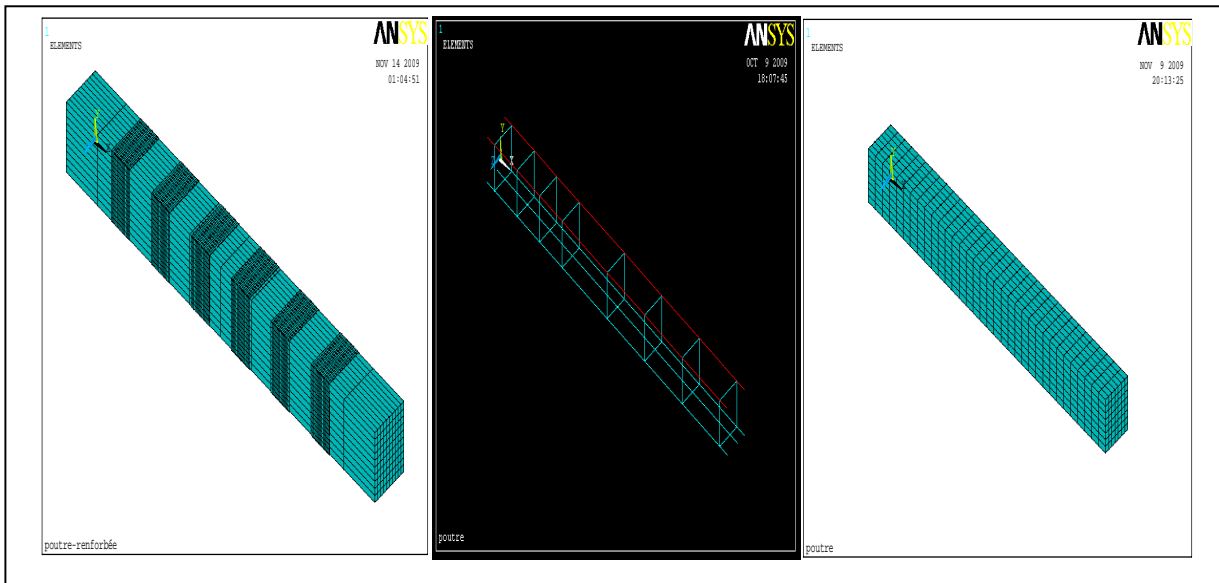 1
ELEMENTS
ANSYS
NOV 14 2009
01:04:51
Y
poutre-renforbée
1
ELEMENTS
ANSYS
OCT 9 2009
18:07:45
Y
X
poutre
1
ELEMENTS
ANSYS
NOV 9 2009
20:13:25
poutre